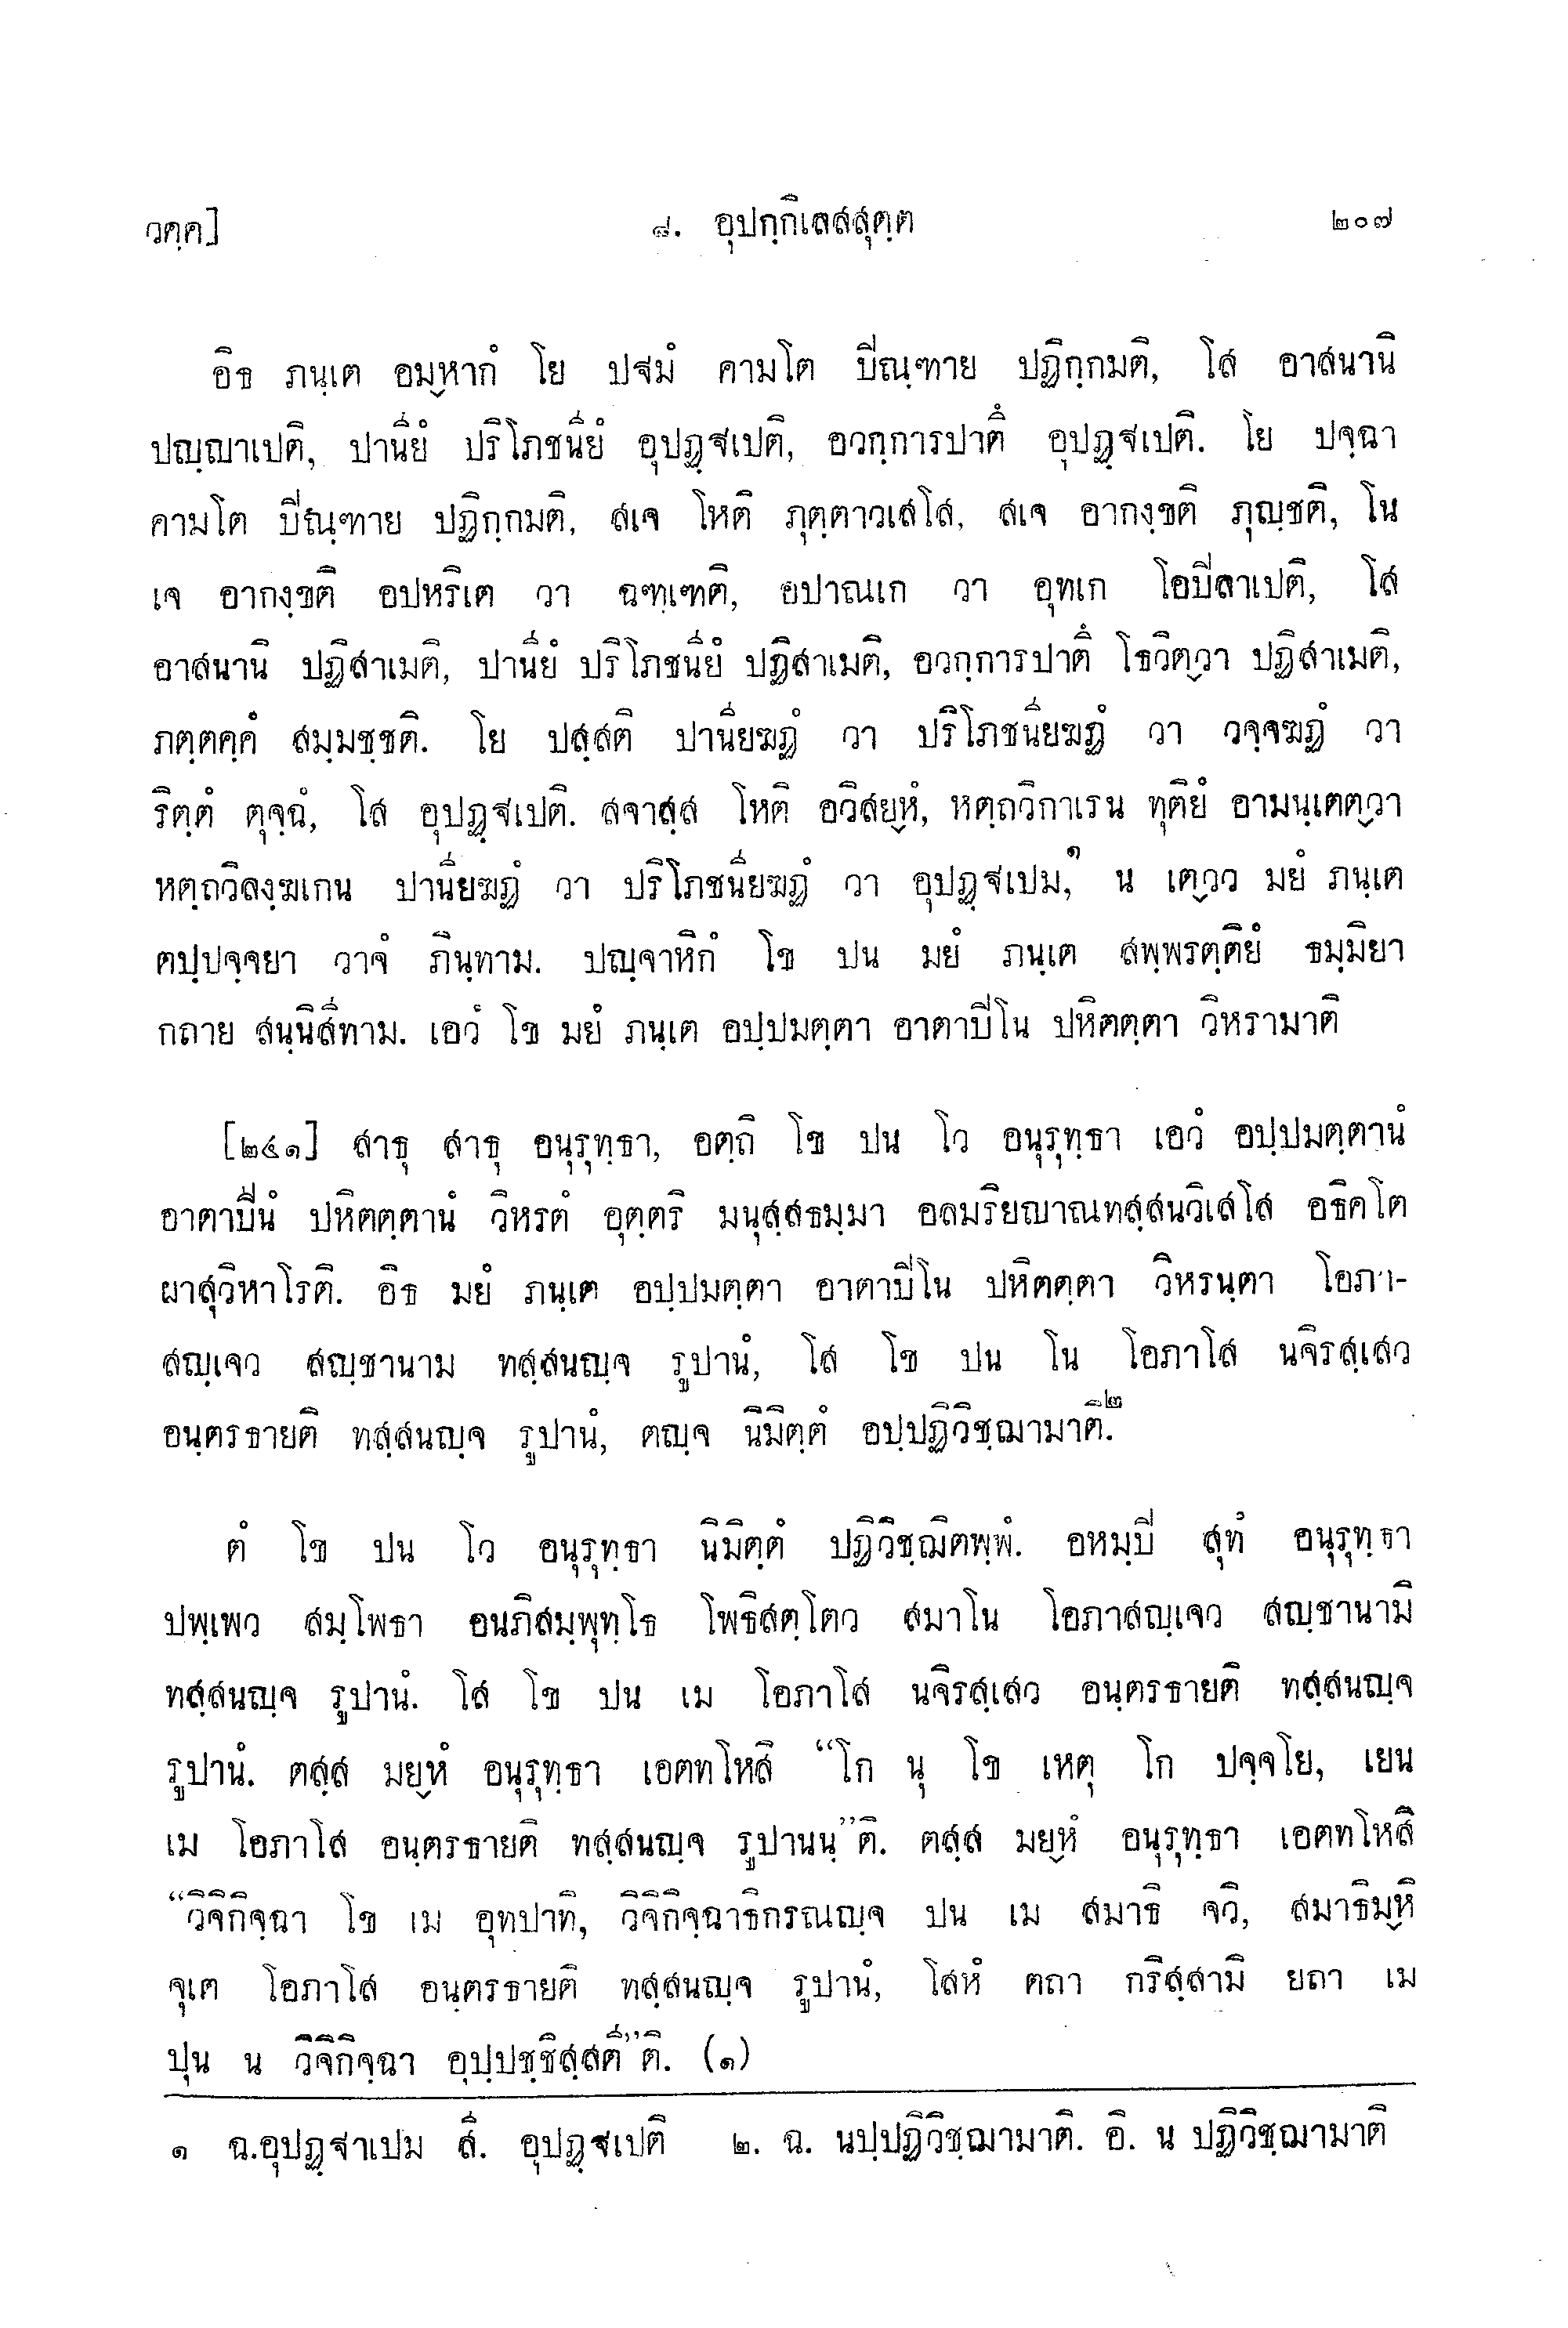 วคฺค]	๘. อุปกฺกิเลสสุตฺต	๒๐๗
อิธ ภนฺเต อมฺหากํ โย ปฐมํ คามโต ปิณฺฑาย ปฏิกฺกมติ, โส อาสนานิ
ปญฺญาเปติ, ปานียํ ปริโภชนียํ อุปฏฺฐเปติ, อวกฺการปาตึ อุปฏฺฐเปติ. โย ปจฺฉา
คามโต ปิณฺฑาย ปฏิกฺกมติ, สเจ โหติ ภุตฺตาวเสโส, สเจ อากงฺขติ ภุญฺชติ, โน
เจ อากงฺขติ อปหริเต วา ฉฑฺเฑติ, อปาณเก วา อุทเก โอปิลาเปติ, โส
อาสนานิ ปฏิสาเมติ, ปานียํ ปริโภชนียํ ปฏิสาเมติ, อวกฺการปาตึ โธวิตฺวา ปฏิสาเมติ,
ภตฺตคฺคํ สมฺมชฺชติ. โย ปสฺสติ ปานียฆฏํ วา ปริโภชนียฆฏํ วา วจฺจฆฏํ วา
ริตฺตํ ตุจฺฉํ, โส อุปฏฺฐเปติ. สจาสฺส โหติ อวิสยฺหํ, หตฺถวิกาเรน ทุติยํ อามนฺเตตฺวา
หตฺถวิลงฺฆเกน ปานียฆฏํ วา ปริโภชนียฆฏํ วา อุปฏฺฐเปม,๑ น เตฺวว มยํ ภนฺเต
ตปฺปจฺจยา วาจํ ภินฺทาม. ปญฺจาหิกํ โข ปน มยํ ภนฺเต สพฺพรตฺติยํ ธมฺมิยา
กถาย สนฺนิสีทาม. เอวํ โข มยํ ภนฺเต อปฺปมตฺตา อาตาปิโน ปหิตตฺตา วิหรามาติ
[๒๔๑] สาธุ สาธุ อนุรุทฺธา, อตฺถิ โข ปน โว อนุรุทฺธา เอวํ อปฺปมตฺตานํ
อาตาปีนํ ปหิตตฺตานํ วิหรตํ อุตฺตริ มนุสฺสธมฺมา อลมริยญาณทสฺสนวิเสโส อธิคโต
ผาสุวิหาโรติ. อิธ มยํ ภนฺเต อปฺปมตฺตา อาตาปิโน ปหิตตฺตา วิหรนฺตา โอภา-
สญฺเจว สญฺชานาม ทสฺสนญฺจ รูปานํ, โส โข ปน โน โอภาโส นจิรสฺเสว
อนฺตรธายติ ทสฺสนญฺจ รูปานํ, ตญฺจ นิมิตฺตํ อปฺปฏิวิชฺฌามาติ.๒
ตํ โข ปน โว อนุรุทฺธา นิมิตฺตํ ปฏิวิชฺฌิตพฺพํ. อหมฺปิ สุทํ อนุรุทฺธา
ปพฺเพว สมฺโพธา อนภิสมฺพุทฺโธ โพธิสตฺโตว สมาโน โอภาสญฺเจว สญฺชานามิ
ทสฺสนญฺจ รูปานํ. โส โข ปน เม โอภาโส นจิรสฺเสว อนฺตรธายติ ทสฺสนญฺจ
รูปานํ. ตสฺส มยฺหํ อนุรุทฺธา เอตทโหสิ “โก นุ โข เหตุ โก ปจฺจโย, เยน
เม โอภาโส อนฺตรธายติ ทสฺสนญฺจ รูปานนฺ”ติ. ตสฺส มยฺหํ อนุรุทฺธา เอตทโหสิ
“วิจิกิจฺฉา โข เม อุทปาทิ, วิจิกิจฺฉาธิกรณญฺจ ปน เม สมาธิ จวิ, สมาธิมฺหิ
จุเต โอภาโส อนฺตรธายติ ทสฺสนญฺจ รูปานํ, โสหํ ตถา กริสฺสามิ ยถา เม
ปุน น วิจิกิจฺฉา อุปฺปชฺชิสฺสตี”ติ. (๑)
๑ ฉ.อุปฏฺฐาเปม สี. อุปฏฺฐเปติ	๒. ฉ. นปฺปฏิวิชฺฌามาติ. อิ. น ปฏิวิชฺฌามาติ